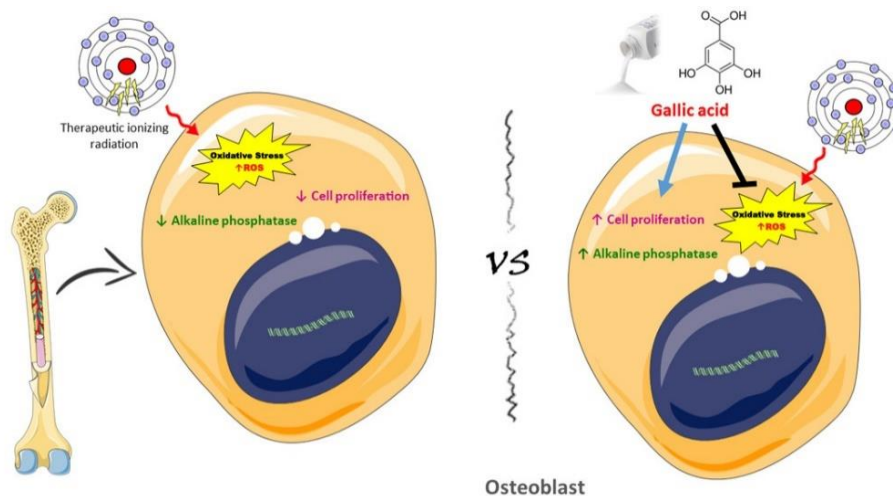 Therapeutic ionizing
radiation
Oxidative Stress
↑ROS
↓ Cell proliferation
↓ Alkaline phosphatase
VS
O
OH
HO
OH
OH
Gallic acid
↑ Cell proliferation
Oxidative Stress
↑ROS
↑ Alkaline phosphatase
Osteoblast